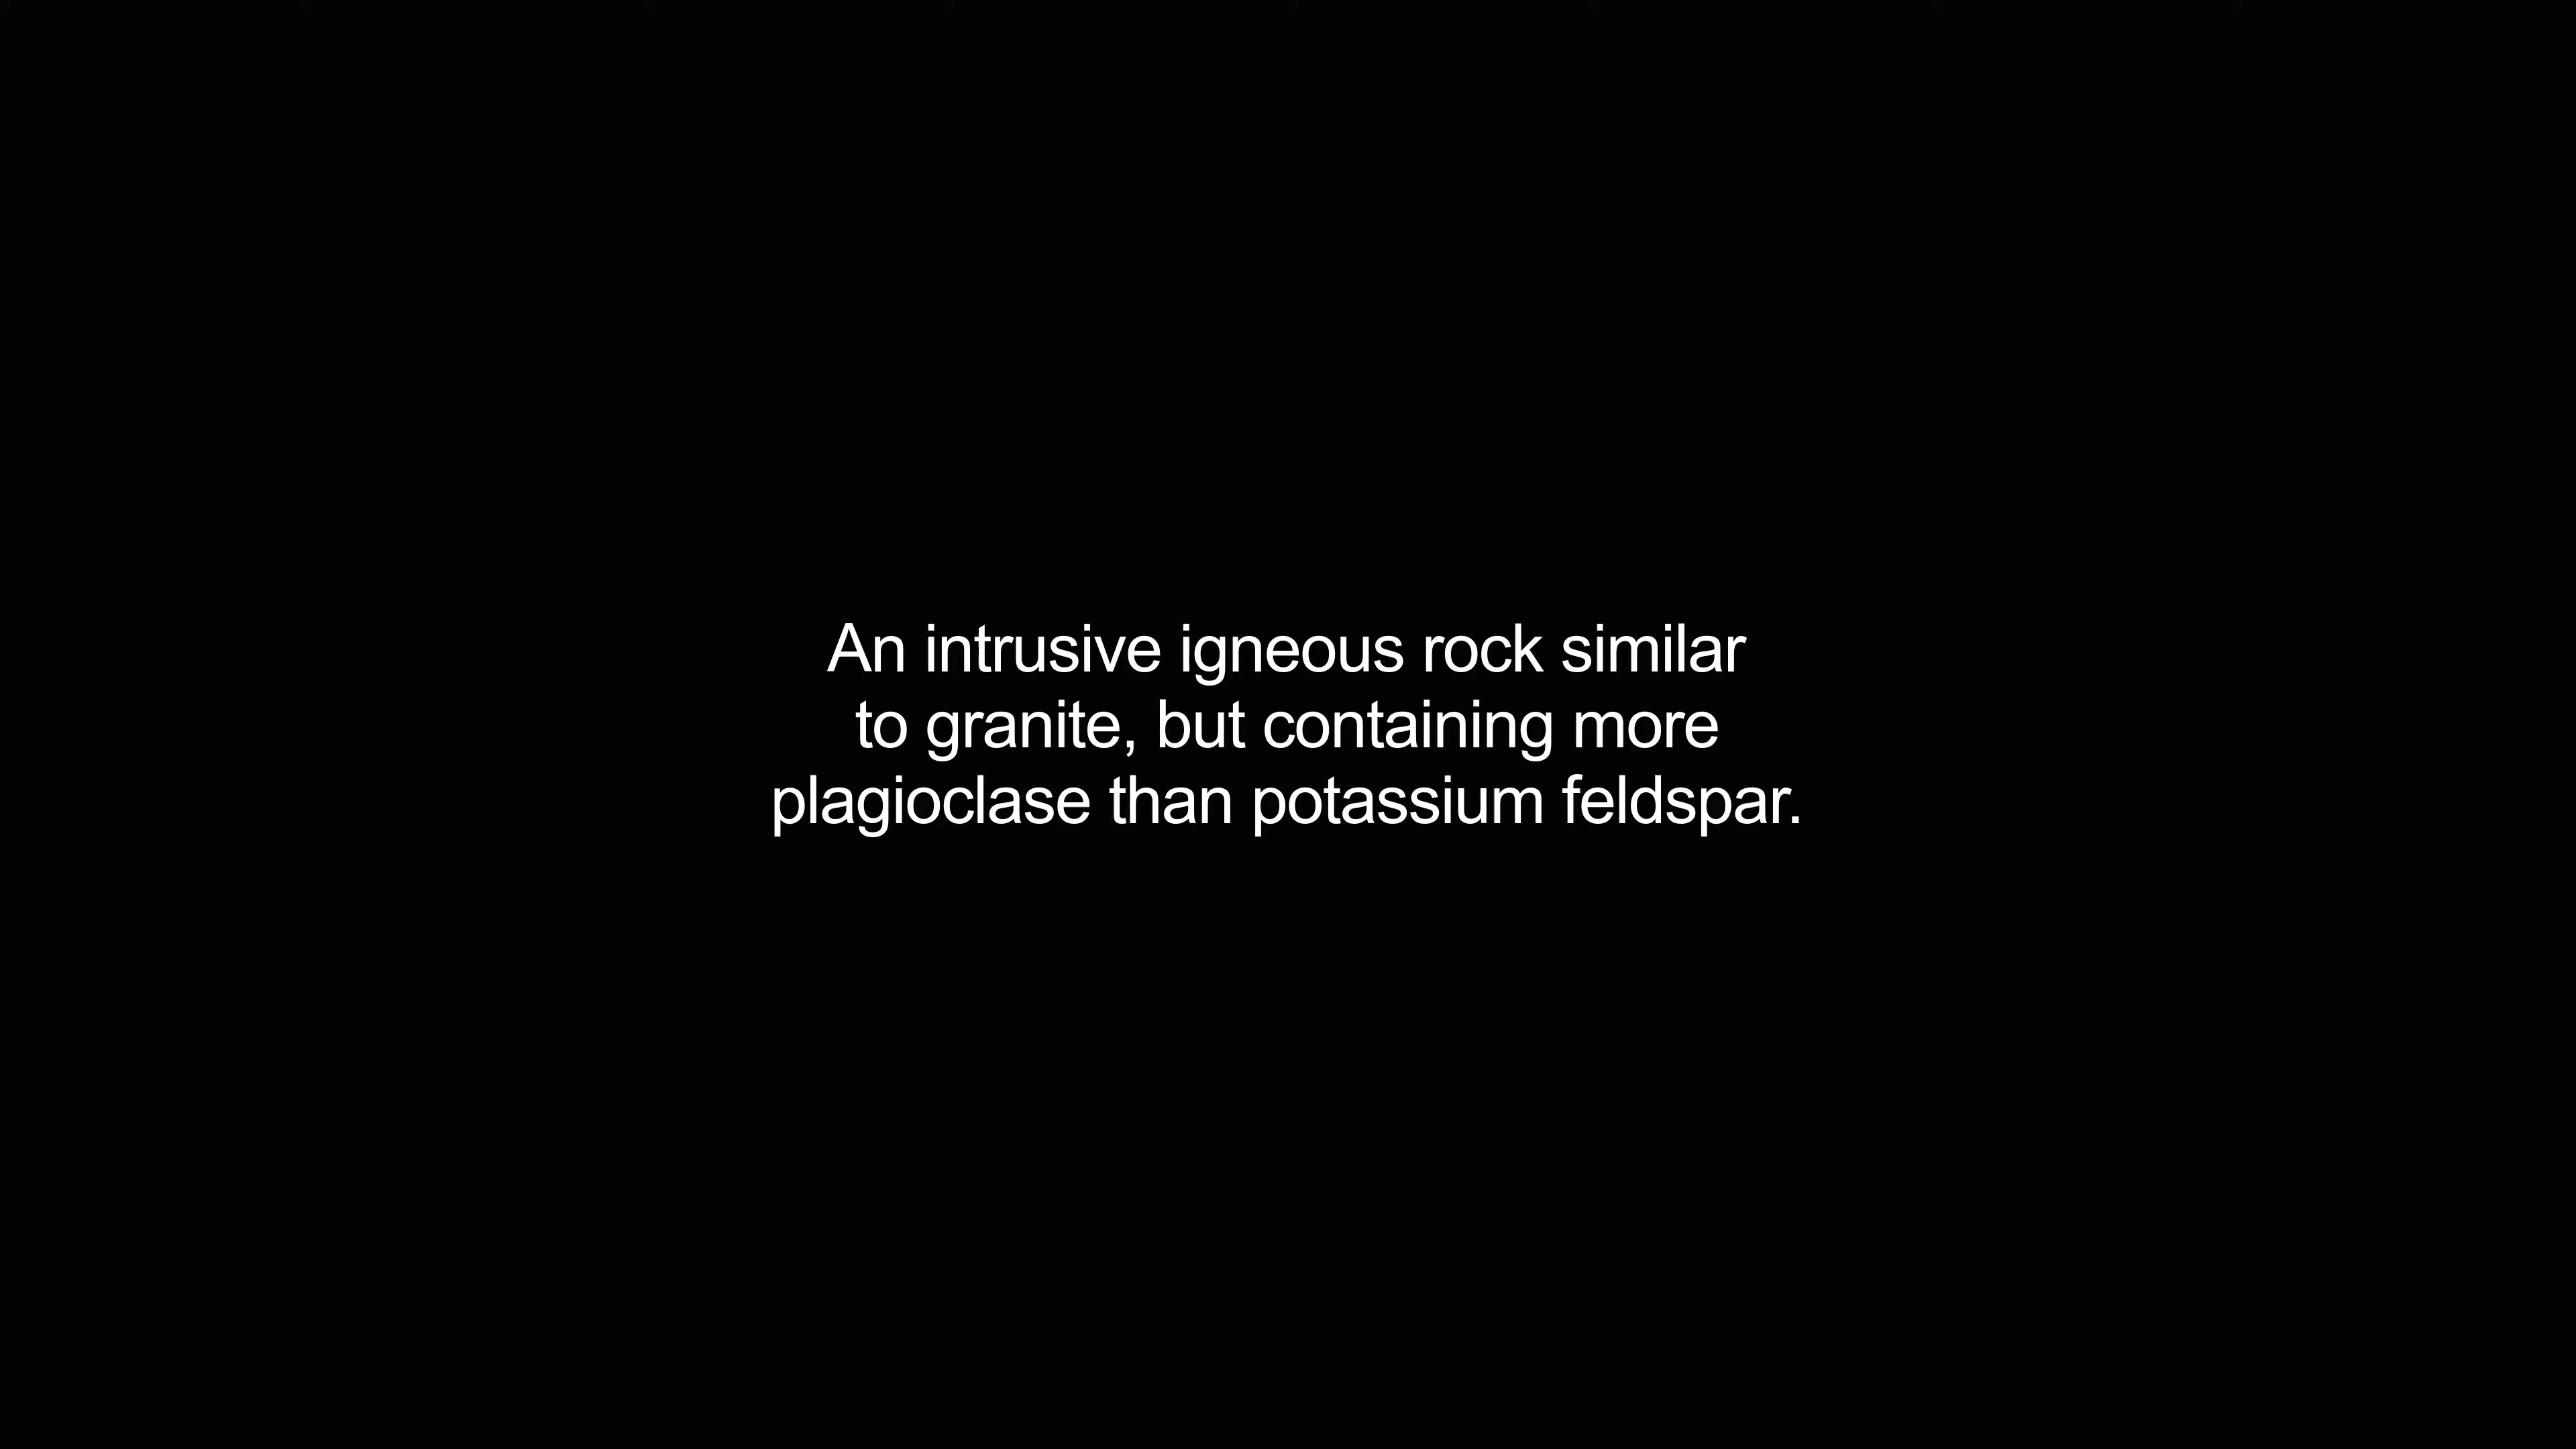 An intrusive igneous rock similar
to granite, but containing more
plagioclase than potassium feldspar.